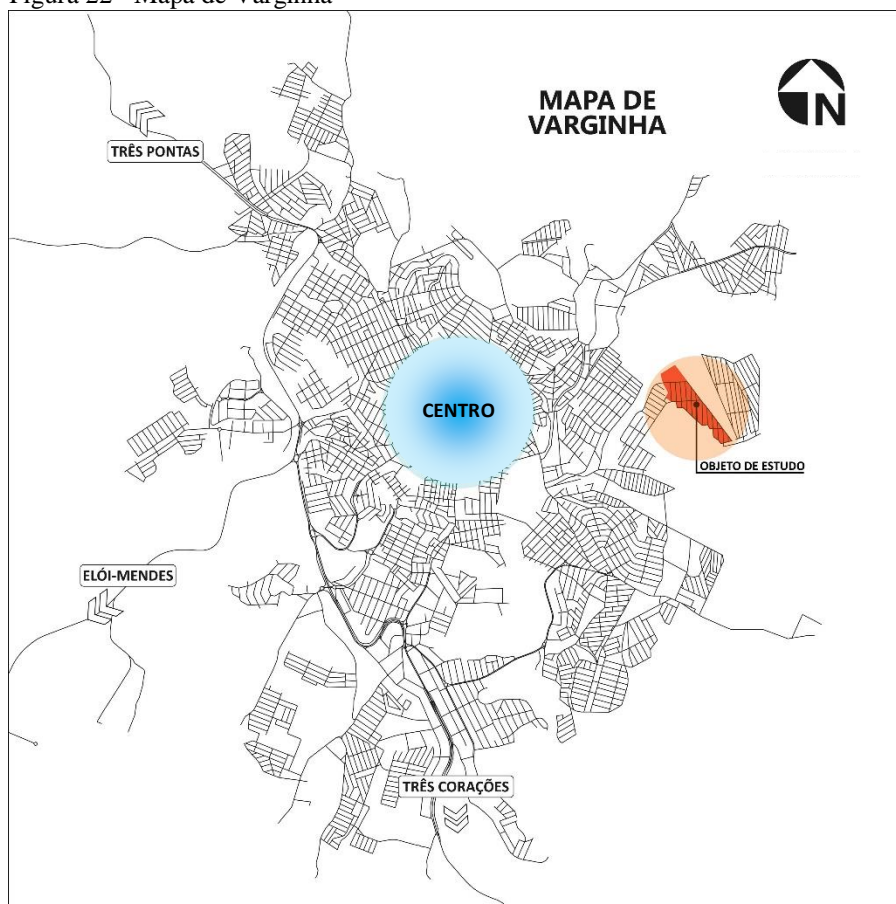 Figura 22 - Mapa de Varginha
MAPA DE
VARGINHA
N
TRÊS PONTAS
CENTRO
OBJETO DE ESTUDO
ELÓI-MENDES
TRÊS CORAÇÕES